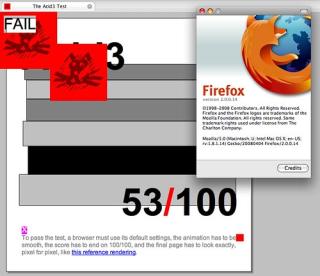 The Acid3 Test
FAIL
53/100
To pass the test, a browser must use its default settings, the animation has to be
smooth, the score has to end on 100/100, and the final page has to look exactly,
pixel for pixel, like this reference rendering.
Firefox
version 2.0.0.14
©1998-2008 Contributors. All Rights Reserved.
Firefox and the Firefox logos are trademarks of the
Mozilla Foundation. All rights reserved. Some
trademark rights used under license from The
Charlton Company.
Mozilla/5.0 (Macintosh; U; Intel Mac OS X; en-US;
rv:1.8.1.14) Gecko/20080404 Firefox/2.0.0.14
Credits